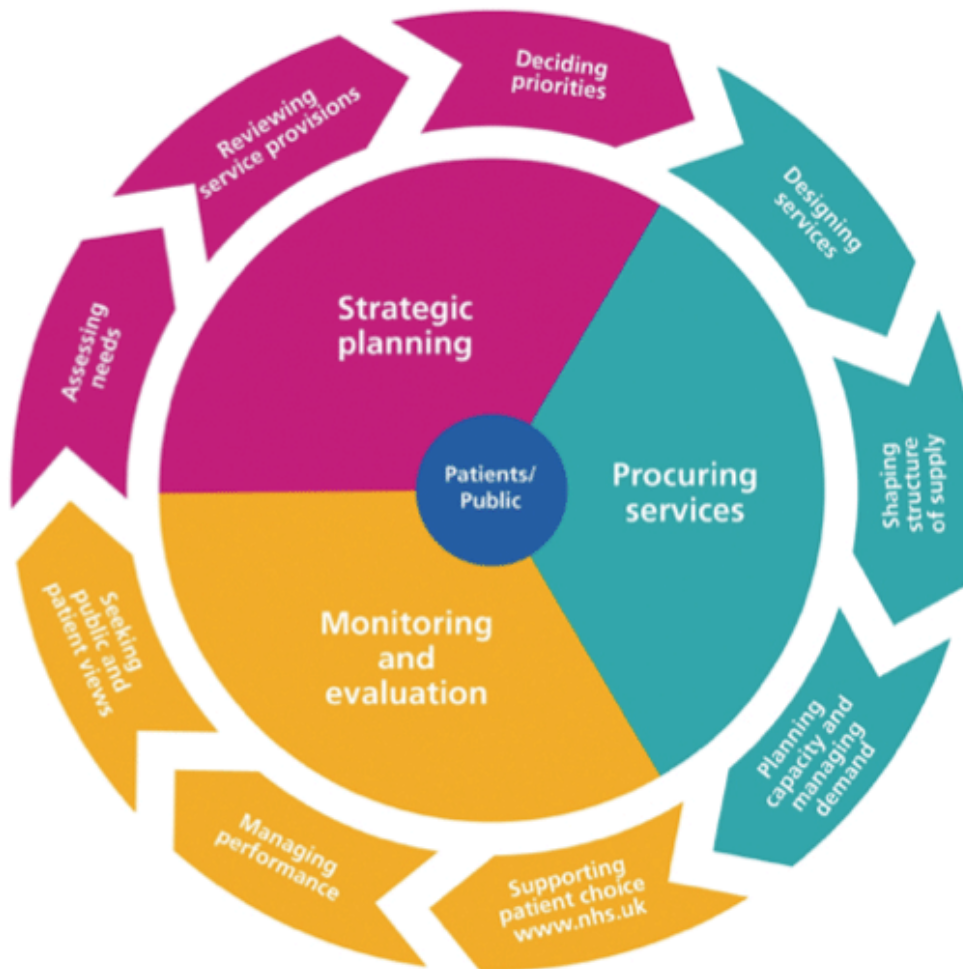 Deciding
priorities
Designing
services
Shaping
structure
of supply
Planning
capacity and
managing
demand
Supporting
patient choice
www.nhs.uk
Managing
performance
Seeking
public and
patient views
Assessing
needs
Reviewing
service provisions
Strategic
planning
Procuring
services
Monitoring
and
evaluation
Patients/
Public